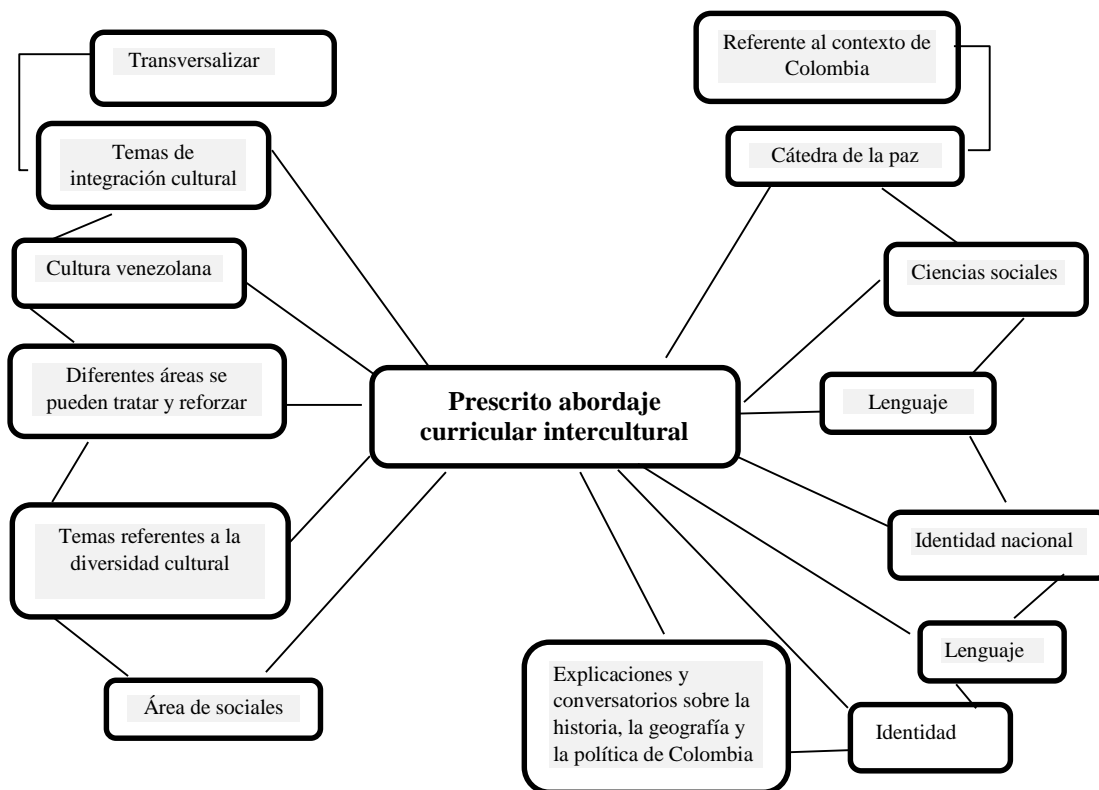 Transversalizar
Referente al contexto de
Colombia
Temas de
integración cultural
Cátedra de la paz
Cultura venezolana
Ciencias sociales
Diferentes áreas se
pueden tratar y reforzar
Prescrito abordaje
curricular intercultural
Lenguaje
Temas referentes a la
diversidad cultural
Identidad nacional
Lenguaje
Explicaciones y
conversatorios sobre la
historia, la geografía y
la política de Colombia
Área de sociales
Identidad